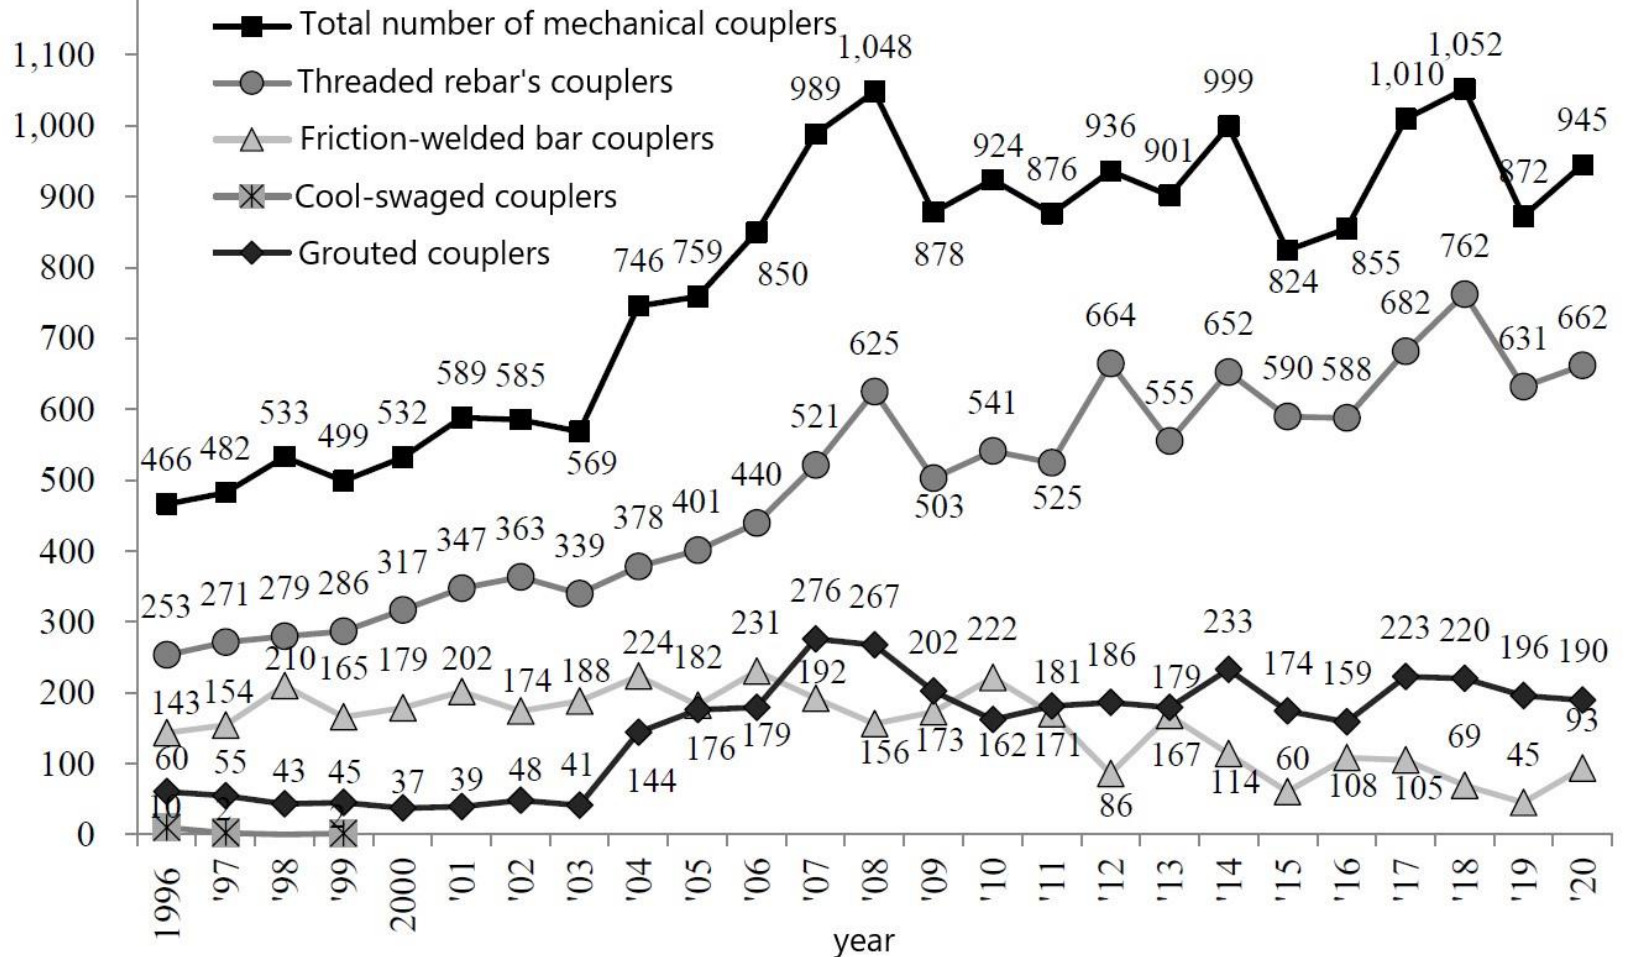 Total number of mechanical couplers
Threaded rebar's couplers
Friction-welded bar couplers
Cool-swaged couplers
Grouted couplers
1,100
1,000
900
800
700
600
500
400
300
200
100
0
466 482 533 499 532 589 585 569 746 759 850 989 1,048 878 924 876 936 901 999 824 855 1,010 1,052 872 945
253 271 279 286 317 347 363 339 378 401 440 521 625 503 541 525 664 555 652 590 588 682 762 631 662
143 154 210 165 179 202 174 188 224 182 231 192 156 173 222 171 86 167 114 60 108 105 69 45 93
60 55 43 45 37 39 48 41 144 176 179 276 267 202 162 181 186 179 233 174 159 223 220 196 190
10 2
1996 '97 '98 '99 2000 '01 '02 '03 '04 '05 '06 '07 '08 '09 '10 '11 '12 '13 '14 '15 '16 '17 '18 '19 '20
year